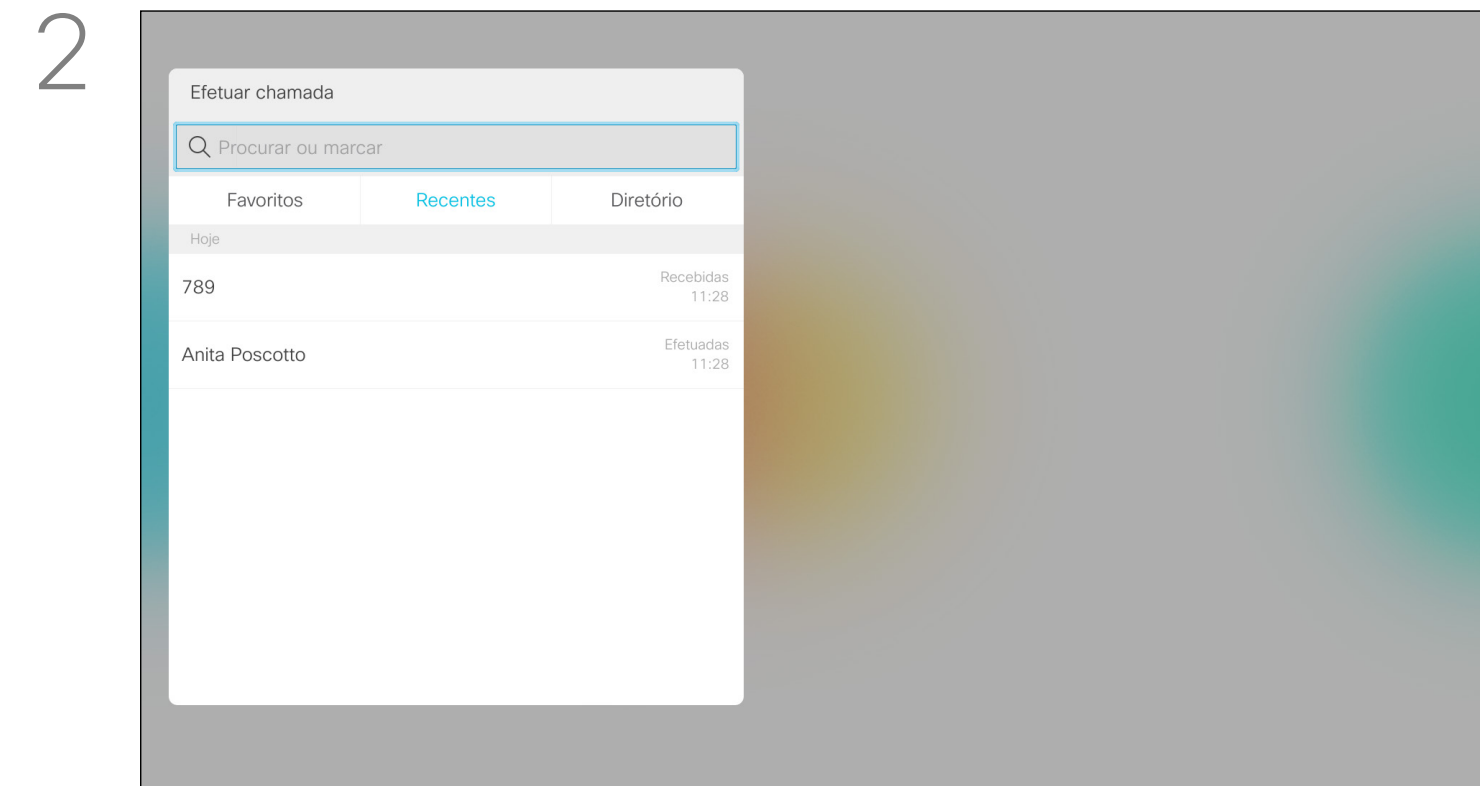 2
Efetuar chamada
Procurar ou marcar
Favoritos Recentes Diretório
Hoje
789 Recebidas
11:28
Anita Poscotto Efetuadas
11:28